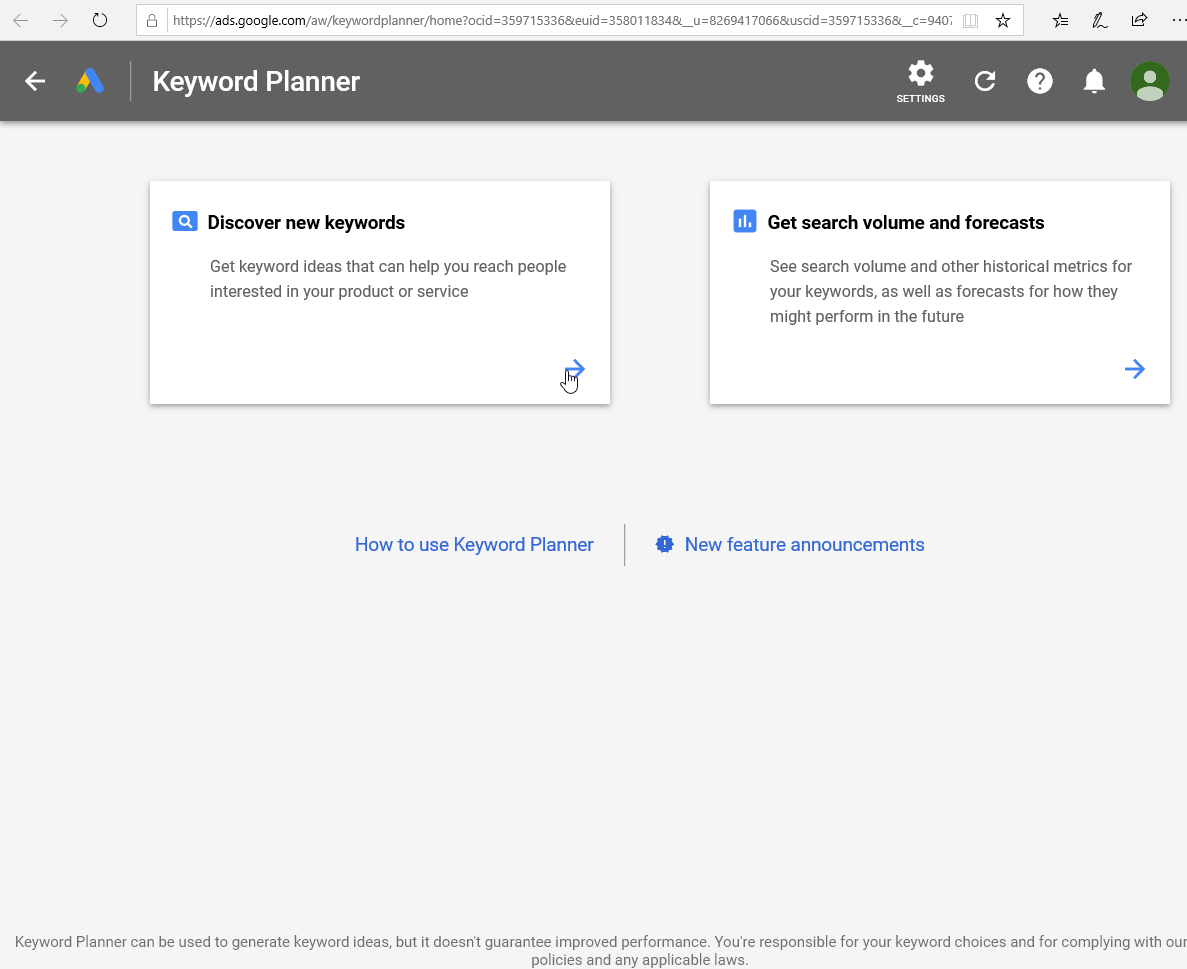 https://ads.google.com/aw/keywordplanner/home?ocid=359715336&euid=358011834&__u=8269417066&uscid=359715336&__c=9407
Keyword Planner
SETTINGS
Discover new keywords
Get keyword ideas that can help you reach people
interested in your product or service
Get search volume and forecasts
See search volume and other historical metrics for
your keywords, as well as forecasts for how they
might perform in the future
How to use Keyword Planner
New feature announcements
Keyword Planner can be used to generate keyword ideas, but it doesn't guarantee improved performance. You're responsible for your keyword choices and for complying with our
policies and any applicable laws.